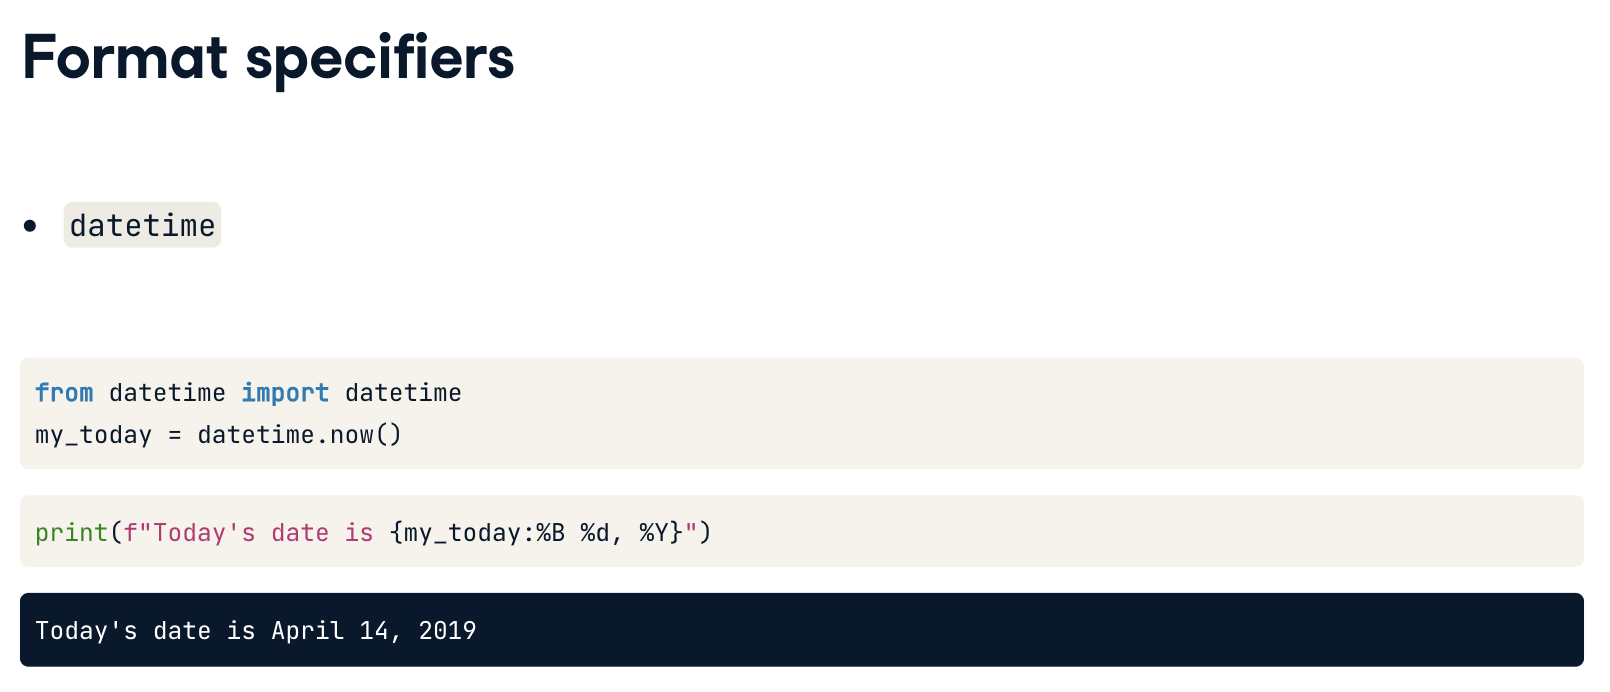 Format specifiers
• datetime
from datetime import datetime
my_today = datetime.now()
print(f"Today's date is {my_today:%B %d, %Y}")
Today's date is April 14, 2019